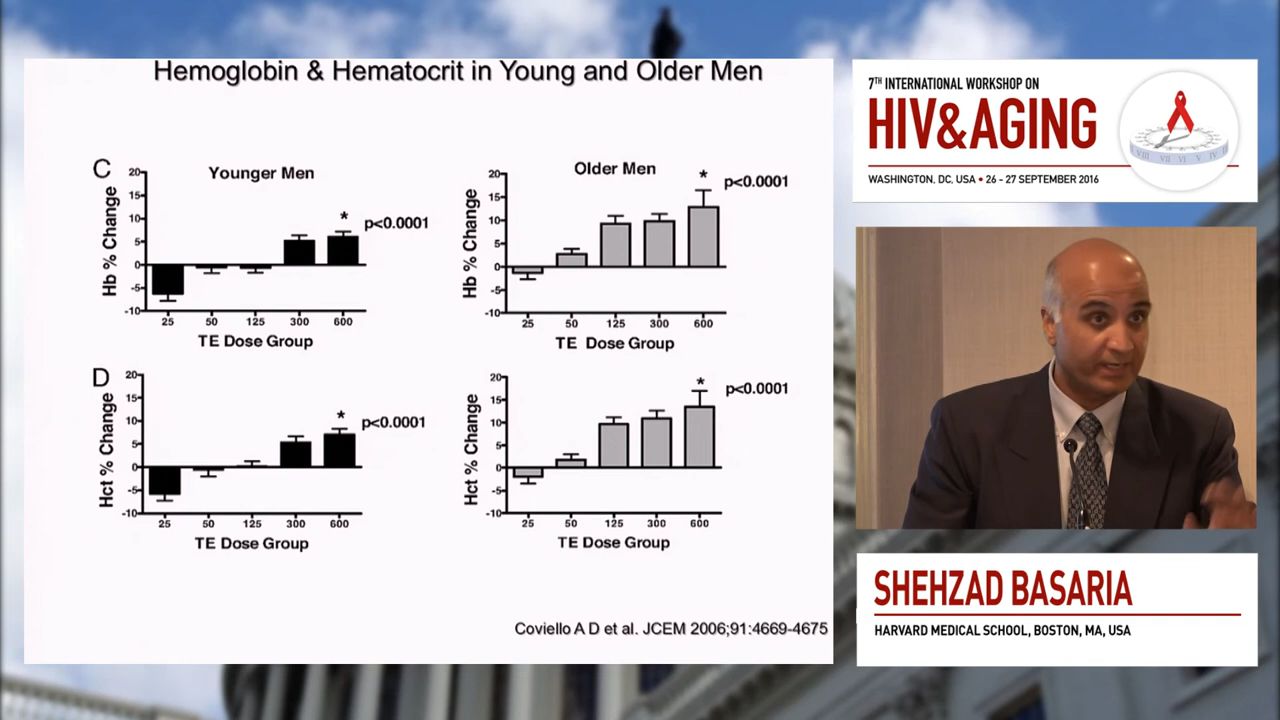 Hemoglobin & Hematocrit in Young and Older Men
C
Younger Men
Hb % Change
20
15
10
5
0
-5
-10
*
p<0.0001
25 50 125 300 600
TE Dose Group
Older Men
Hb % Change
20
15
10
5
0
-5
-10
*
p<0.0001
25 50 125 300 600
TE Dose Group
D
Hct % Change
20
15
10
5
0
-5
-10
*
p<0.0001
25 50 125 300 600
TE Dose Group
Hct % Change
20
15
10
5
0
-5
-10
*
p<0.0001
25 50 125 300 600
TE Dose Group
Coviello A D et al. JCEM 2006;91:4669-4675
7TH INTERNATIONAL WORKSHOP ON
HIV&AGING
WASHINGTON, DC, USA • 26 - 27 SEPTEMBER 2016
VIII VII VI V IV
SHEHZAD BASARIA
HARVARD MEDICAL SCHOOL, BOSTON, MA, USA